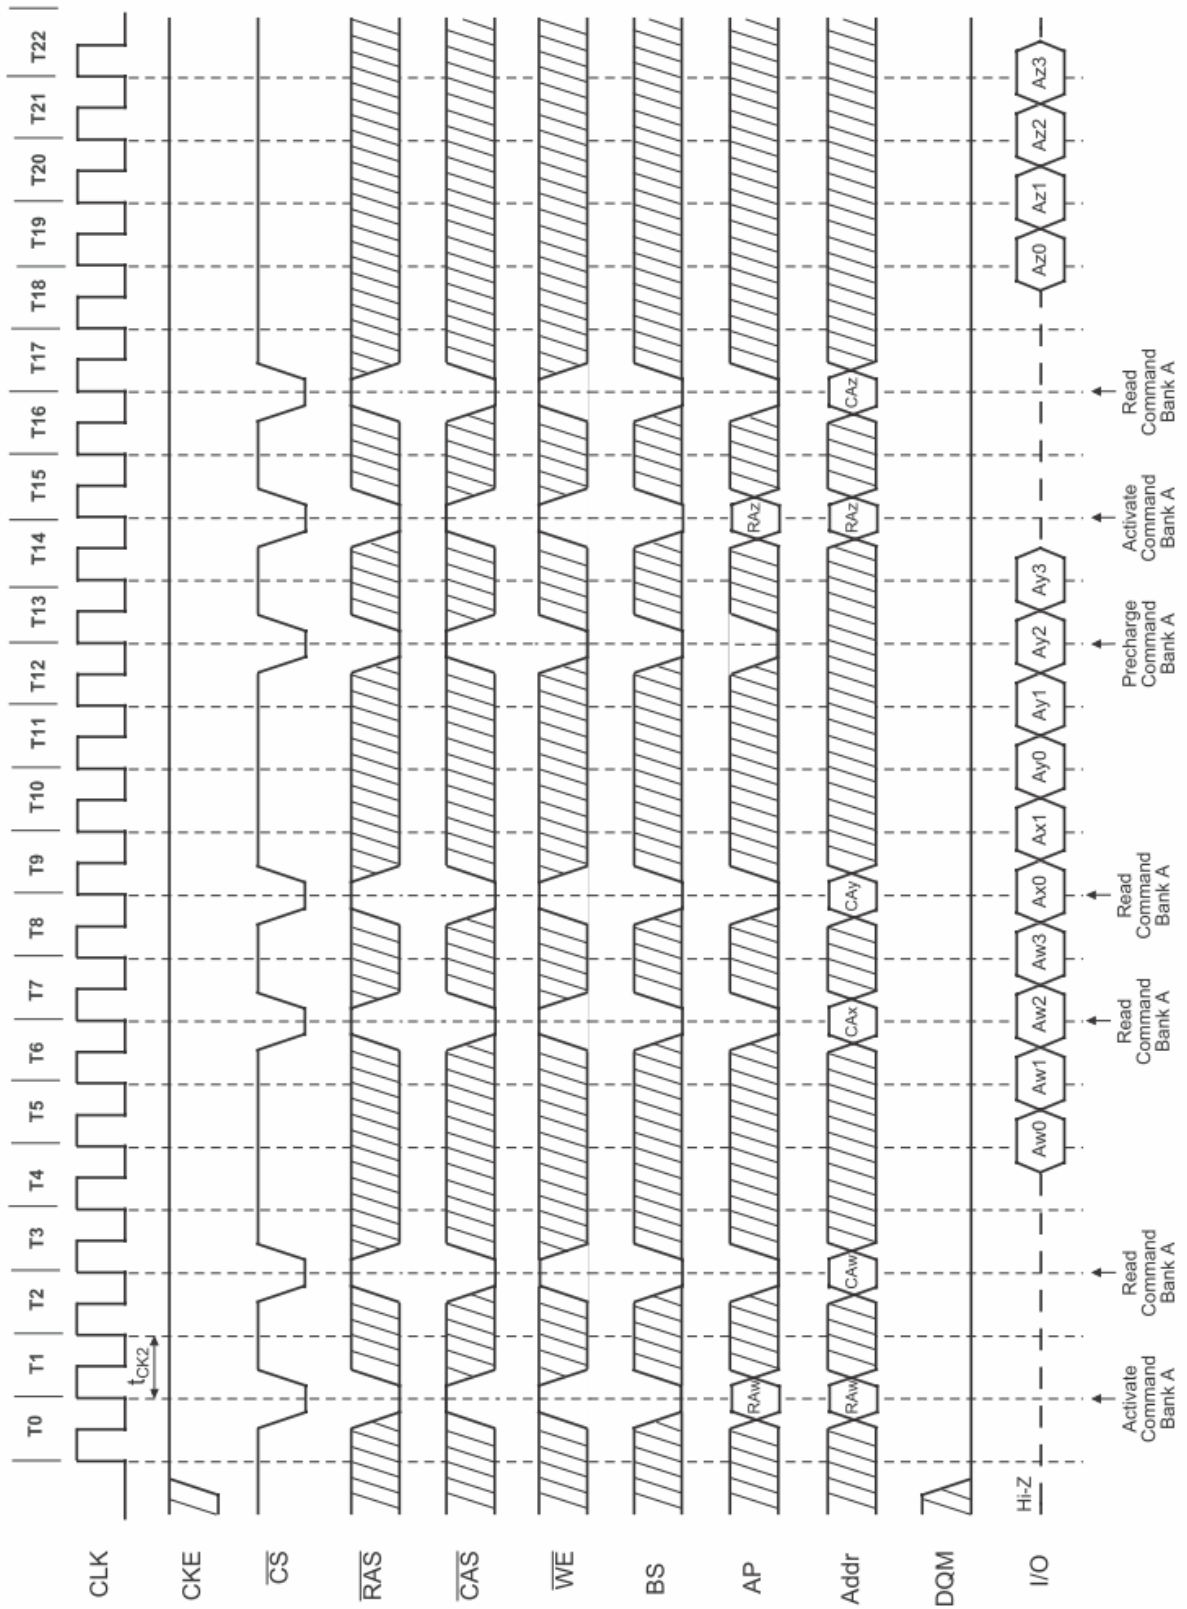 T0 T1 T2 T3 T4 T5 T6 T7 T8 T9 T10 T11 T12 T13 T14 T15 T16 T17 T18 T19 T20 T21 T22
CLK
tCK2
CKE
CS
RAS
CAS
WE
BS
AP
RAw RAz
Addr
RAw CAw CAx CAy RAz CAz
DQM
Hi-Z
I/O
Aw0 Aw1 Aw2 Aw3 Ax0 Ax1 Ay0 Ay1 Ay2 Ay3 Az0 Az1 Az2 Az3
Activate
Command
Bank A
Read
Command
Bank A
Read
Command
Bank A
Read
Command
Bank A
Precharge
Command
Bank A
Activate
Command
Bank A
Read
Command
Bank A